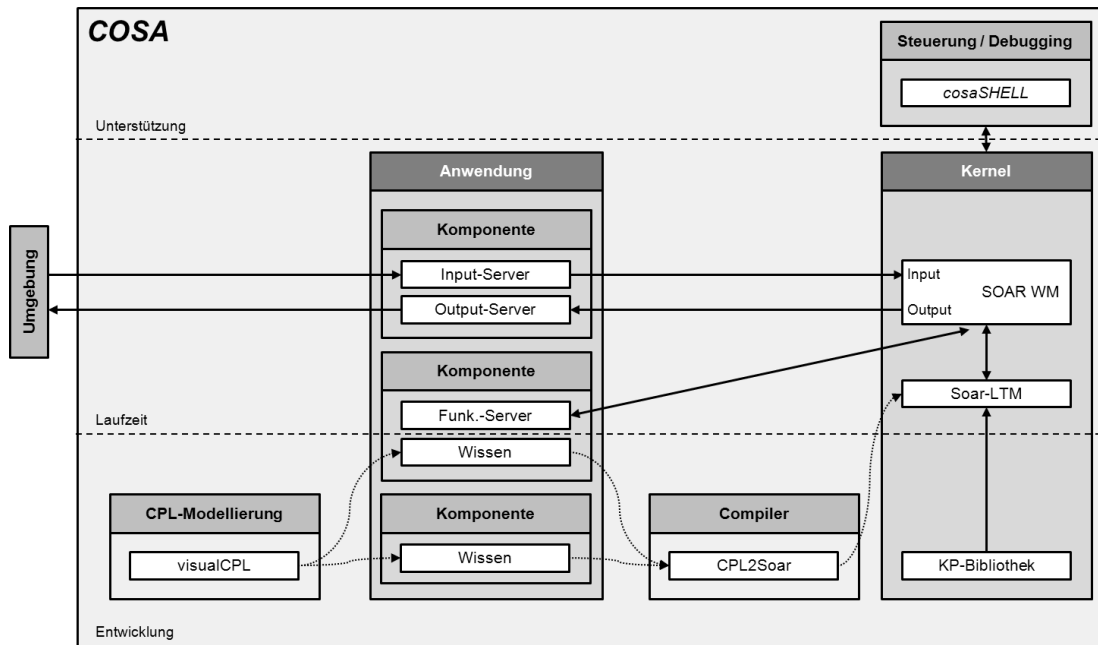 COSA
Steuerung / Debugging
cosaSHELL
Unterstützung
Anwendung
Kernel
Komponente
Umgebung
Input-Server
Input
SOAR WM
Output-Server
Output
Komponente
Funk.-Server
Soar-LTM
Laufzeit
Wissen
CPL-Modellierung
Komponente
Compiler
visualCPL
Wissen
CPL2Soar
KP-Bibliothek
Entwicklung